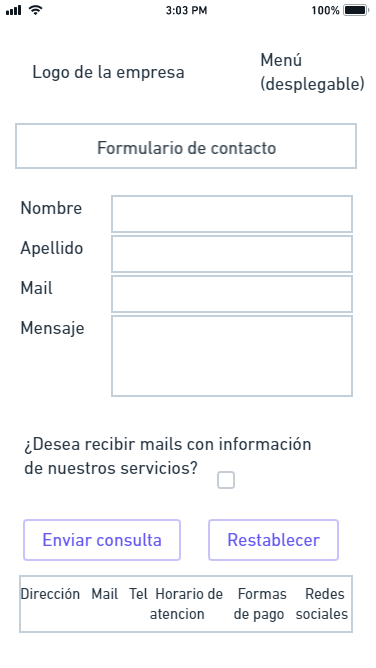 3:03 PM
100%
Logo de la empresa
Menú
(desplegable)
Formulario de contacto
Nombre
Apellido
Mail
Mensaje
¿Desea recibir mails con información
de nuestros servicios?
Enviar consulta
Restablecer
Dirección
Mail
Tel
Horario de
atencion
Formas
de pago
Redes
sociales